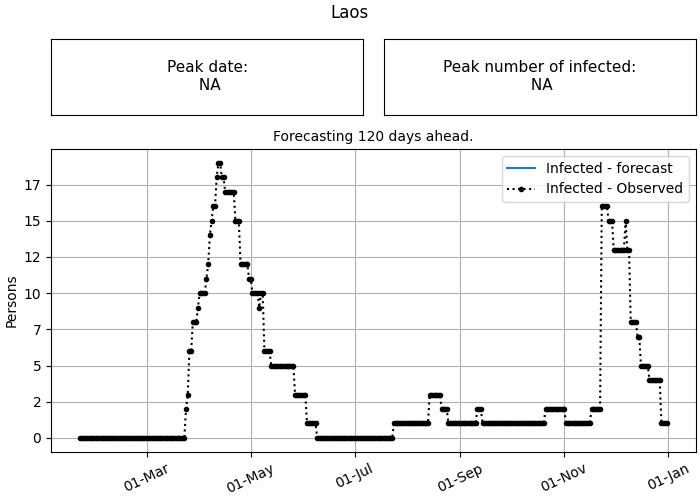 Laos
Peak date:
NA
Peak number of infected:
NA
Forecasting 120 days ahead.
Infected - forecast
Infected - Observed
Persons
17
15
12
10
7
5
2
0
01-Mar
01-May
01-Jul
01-Sep
01-Nov
01-Jan